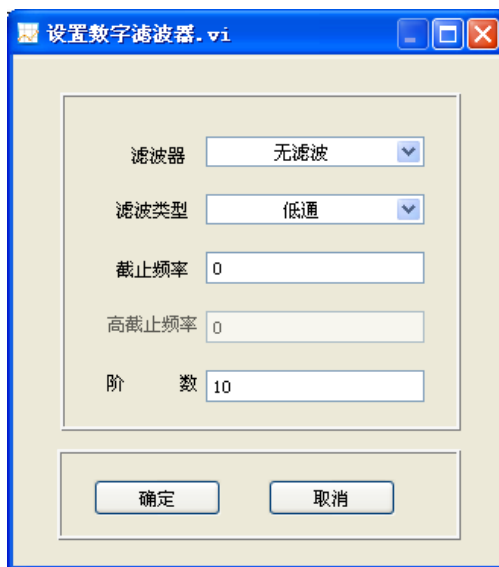 设置数字滤波器.vi
滤波器 无滤波
滤波类型 低通
截止频率 0
高截止频率 0
阶 数 10
确定 取消